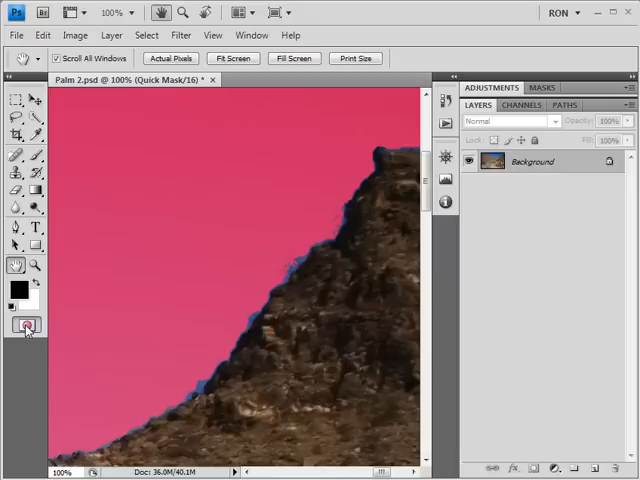 Ps Br 100% RON
File Edit Image Layer Select Filter View Window Help
Scroll All Windows Actual Pixels Fit Screen Fill Screen Print Size
Palm 2.psd @ 100% (Quick Mask/16) *
ADJUSTMENTS MASKS
LAYERS CHANNELS PATHS
Normal Opacity: 100%
Lock: Fill: 100%
Background
T
100% Doc: 36.0M/40.1M
fx